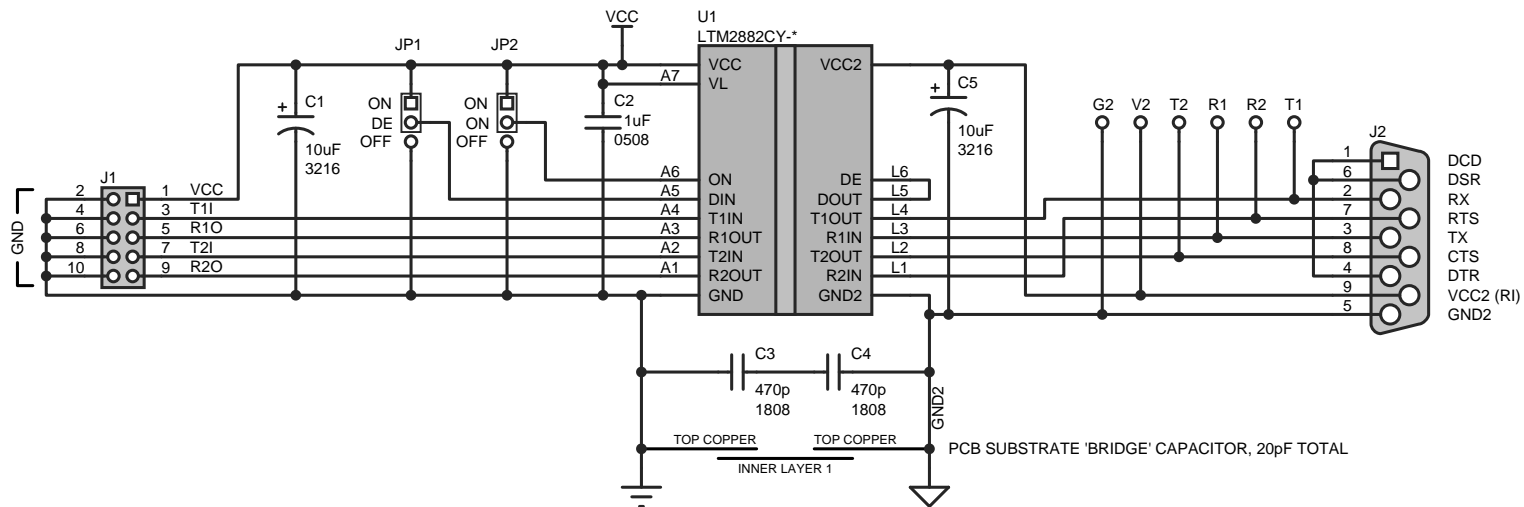 VCC
U1
LTM2882CY-*
JP1
JP2
VCC
VL
VCC2
A7
C1
+
10uF
3216
ON
DE
OFF
ON
ON
OFF
C2
1uF
0508
C5
+
10uF
3216
G2 V2 T2 R1 R2 T1
J2
J1
GND
2 1 VCC
4 3 T1I
6 5 R1O
8 7 T2I
10 9 R2O
A6 ON DE L6
A5 DIN DOUT L5
A4 T1IN T1OUT L4
A3 R1OUT R1IN L3
A2 T2IN T2OUT L2
A1 R2OUT R2IN L1
GND GND2
1 DCD
6 DSR
2 RX
7 RTS
3 TX
8 CTS
4 DTR
9 VCC2 (RI)
5 GND2
C3
470p
1808
C4
470p
1808
GND2
TOP COPPER TOP COPPER
INNER LAYER 1
PCB SUBSTRATE 'BRIDGE' CAPACITOR, 20pF TOTAL